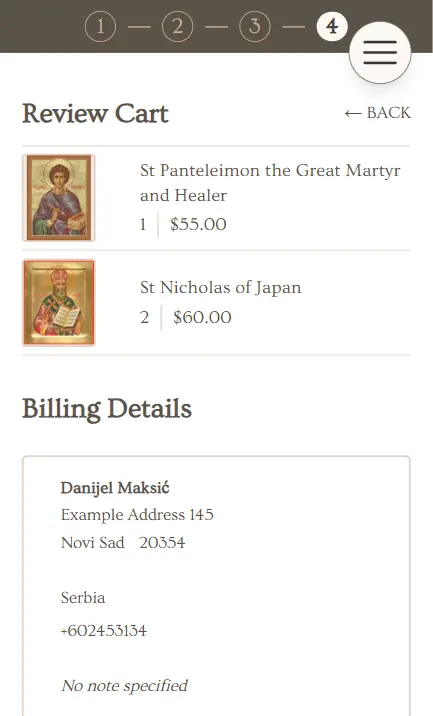 1 — 2 — 3 — 4
Review Cart
← BACK
St Panteleimon the Great Martyr
and Healer
1 | $55.00
St Nicholas of Japan
2 | $60.00
Billing Details
Danijel Maksić
Example Address 145
Novi Sad 20354
Serbia
+602453134
No note specified